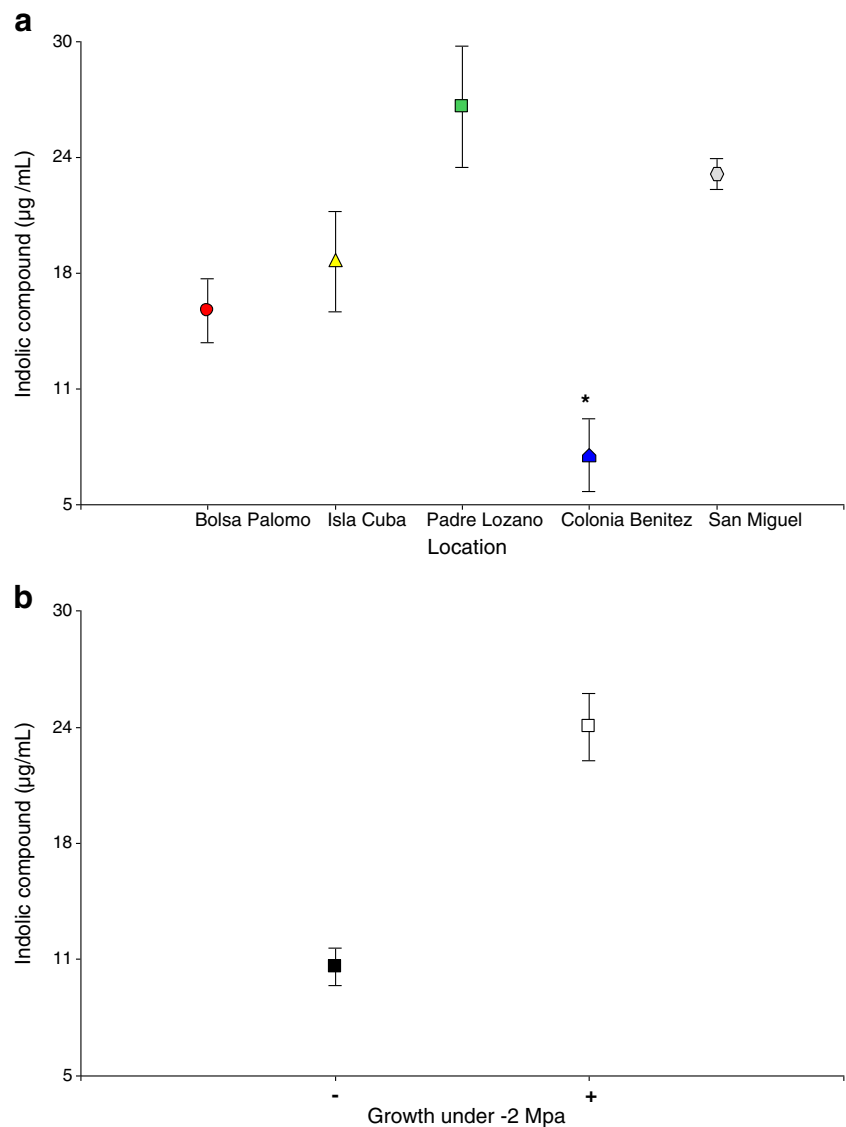 a
Indolic compound (µg /mL)
30
24
18
11
5
*
Bolsa Palomo Isla Cuba Padre Lozano Colonia Benitez San Miguel
Location
b
Indolic compound (µg/mL)
30
24
18
11
5
- +
Growth under -2 Mpa